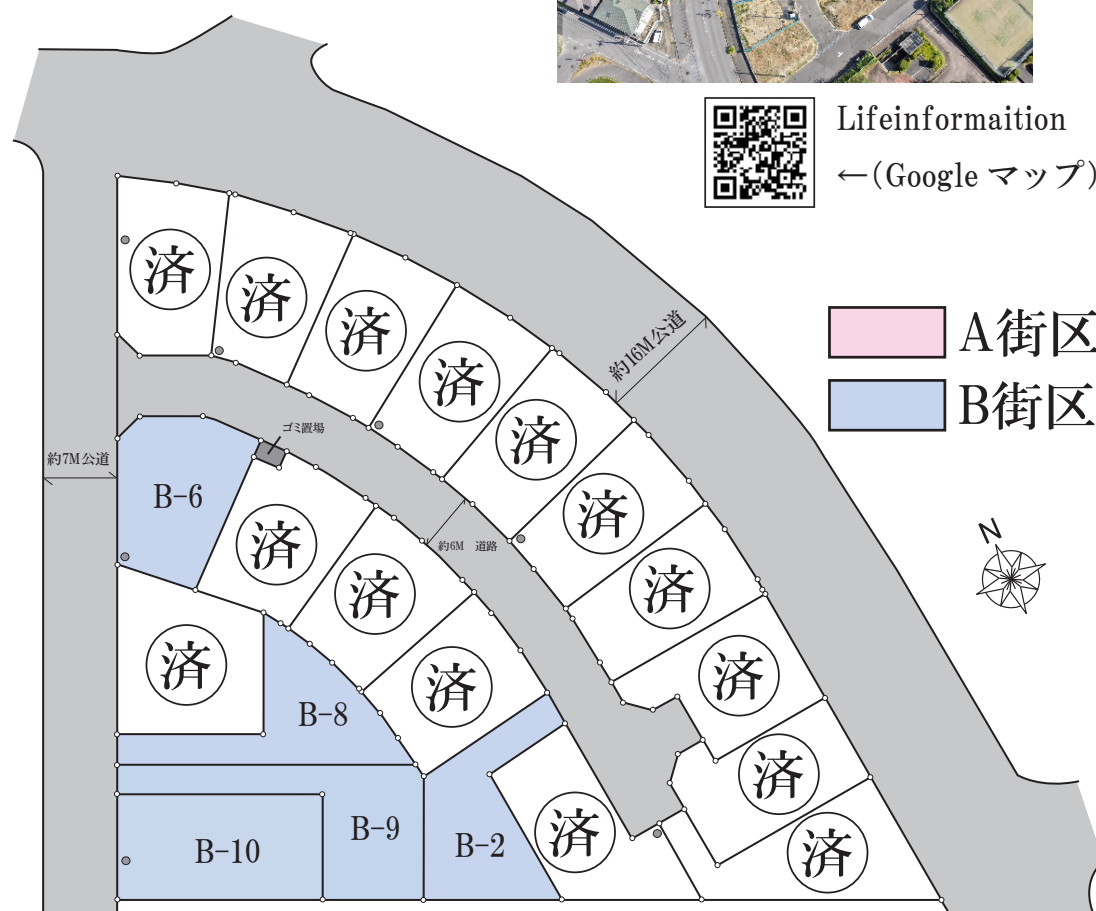 Lifeinformaition
←(Google マップ)
済
済
済
約16M公道
A街区
済
B街区
済
ゴミ置場
約7M公道
B-6
済
済
約6M 道路
N
済
済
済
済
済
済
B-8
済
B-9
済
B-2
B-10
済